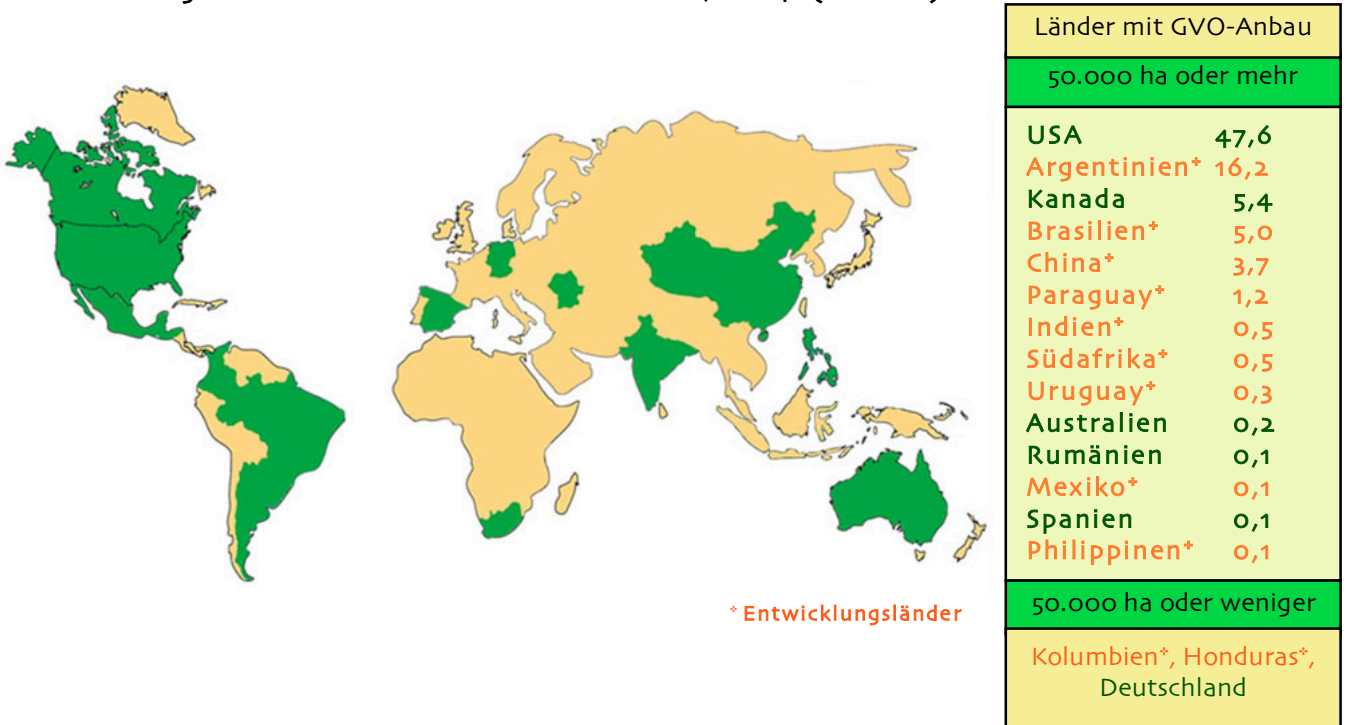 Länder mit GVO-Anbau
50.000 ha oder mehr
USA 47,6
Argentinien⁺ 16,2
Kanada 5,4
Brasilien⁺ 5,0
China⁺ 3,7
Paraguay⁺ 1,2
Indien⁺ 0,5
Südafrika⁺ 0,5
Uruguay⁺ 0,3
Australien 0,2
Rumänien 0,1
Mexiko⁺ 0,1
Spanien 0,1
Philippinen⁺ 0,1
⁺ Entwicklungsländer
50.000 ha oder weniger
Kolumbien⁺, Honduras⁺,
Deutschland